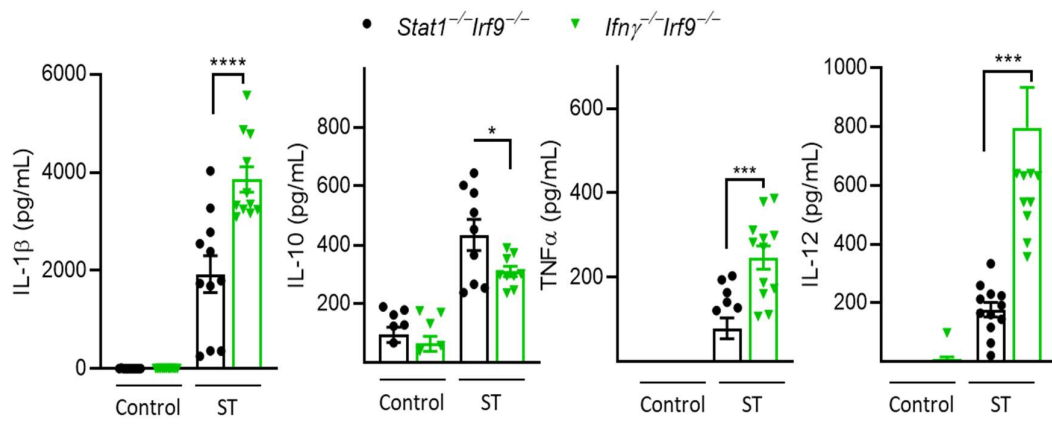 ● Stat1⁻/⁻Irf9⁻/⁻ ▼ Ifnγ⁻/⁻Irf9⁻/⁻
IL-1β (pg/mL)
6000
4000
2000
0
****
Control ST
IL-10 (pg/mL)
800
600
400
200
*
Control ST
TNFα (pg/mL)
600
400
200
***
Control ST
IL-12 (pg/mL)
1000
800
600
400
200
***
Control ST